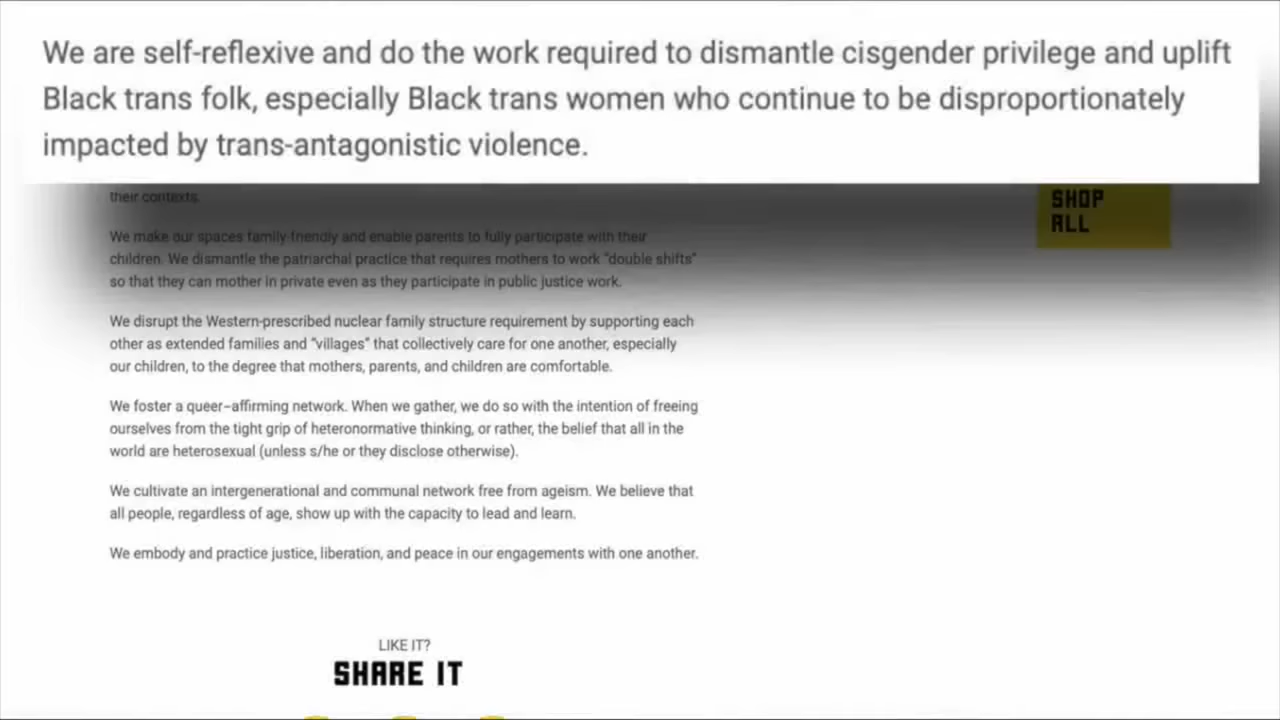 We are self-reflexive and do the work required to dismantle cisgender privilege and uplift
Black trans folk, especially Black trans women who continue to be disproportionately
impacted by trans-antagonistic violence.
their contexts.
SHOP
ALL
We make our spaces family-friendly and enable parents to fully participate with their
children. We dismantle the patriarchal practice that requires mothers to work “double shifts”
so that they can mother in private even as they participate in public justice work.
We disrupt the Western-prescribed nuclear family structure requirement by supporting each
other as extended families and “villages” that collectively care for one another, especially
our children, to the degree that mothers, parents, and children are comfortable.
We foster a queer–affirming network. When we gather, we do so with the intention of freeing
ourselves from the tight grip of heteronormative thinking, or rather, the belief that all in the
world are heterosexual (unless s/he or they disclose otherwise).
We cultivate an intergenerational and communal network free from ageism. We believe that
all people, regardless of age, show up with the capacity to lead and learn.
We embody and practice justice, liberation, and peace in our engagements with one another.
LIKE IT?
SHARE IT